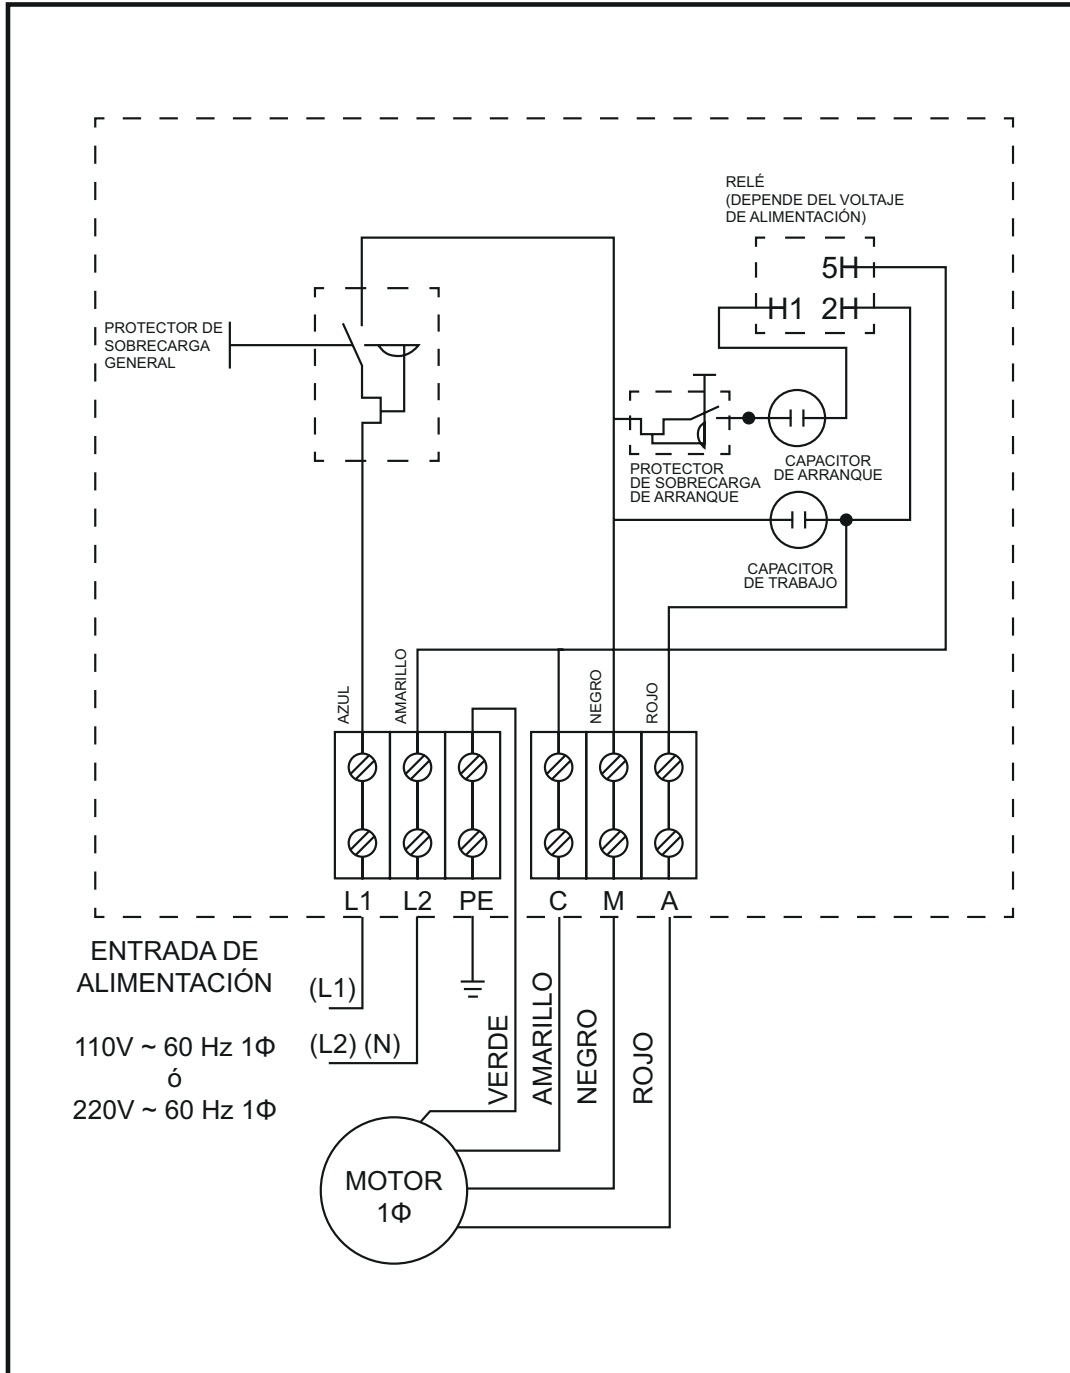 RELÉ
(DEPENDE DEL VOLTAJE
DE ALIMENTACIÓN)
5H
H1 2H
PROTECTOR DE
SOBRECARGA
GENERAL
CAPACITOR
DE ARRANQUE
PROTECTOR
DE SOBRECARGA
DE ARRANQUE
CAPACITOR
DE TRABAJO
AZUL
AMARILLO
NEGRO
ROJO
L1 L2 PE C M A
ENTRADA DE
ALIMENTACIÓN
(L1)
110V ~ 60 Hz 1Φ
ó
220V ~ 60 Hz 1Φ
(L2) (N)
VERDE
AMARILLO
NEGRO
ROJO
MOTOR
1Φ